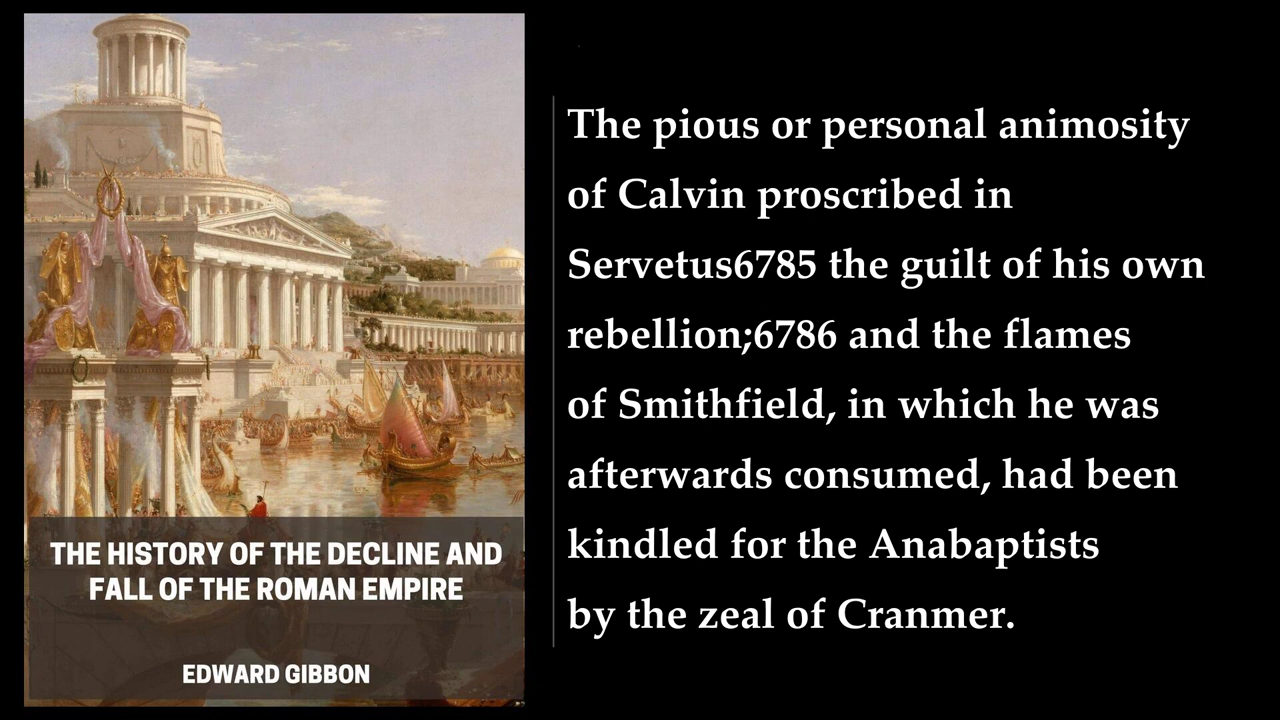 THE HISTORY OF THE DECLINE AND
FALL OF THE ROMAN EMPIRE
EDWARD GIBBON
The pious or personal animosity
of Calvin proscribed in
Servetus6785 the guilt of his own
rebellion;6786 and the flames
of Smithfield, in which he was
afterwards consumed, had been
kindled for the Anabaptists
by the zeal of Cranmer.